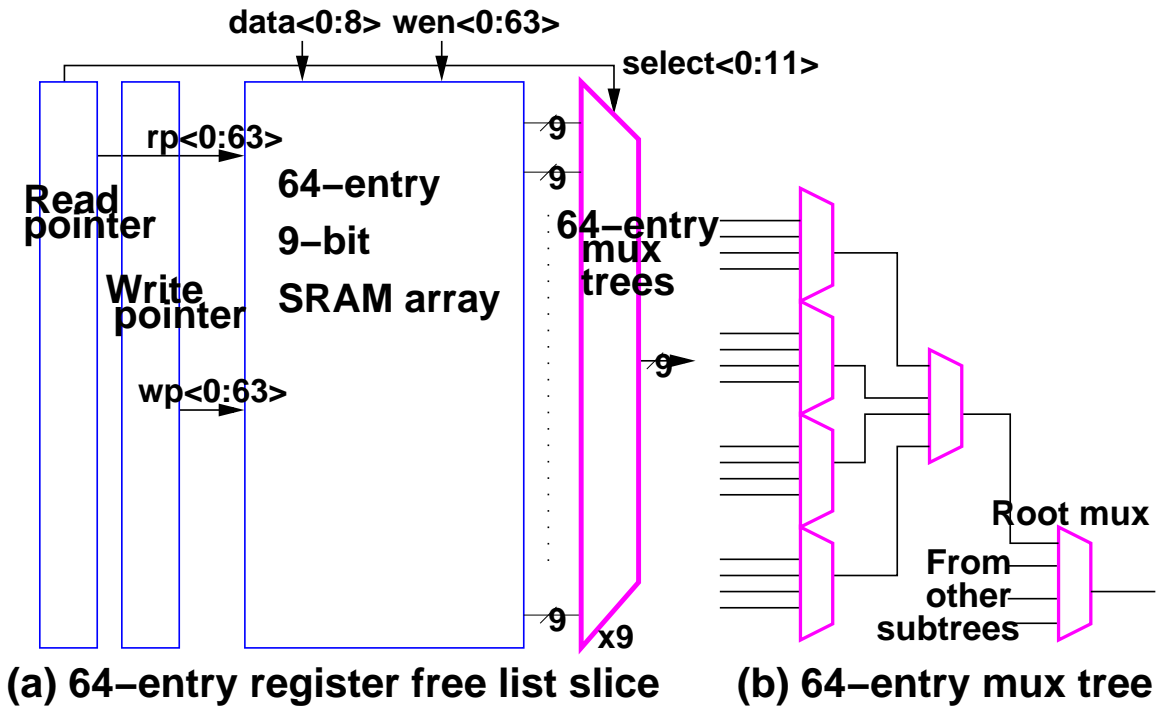 data<0:8> wen<0:63>
select<0:11>
rp<0:63>
9
9
Read
pointer
64−entry
9−bit
SRAM array
64−entry
mux
trees
Write
pointer
wp<0:63>
9
9
x9
Root mux
From
other
subtrees
(a) 64−entry register free list slice
(b) 64−entry mux tree